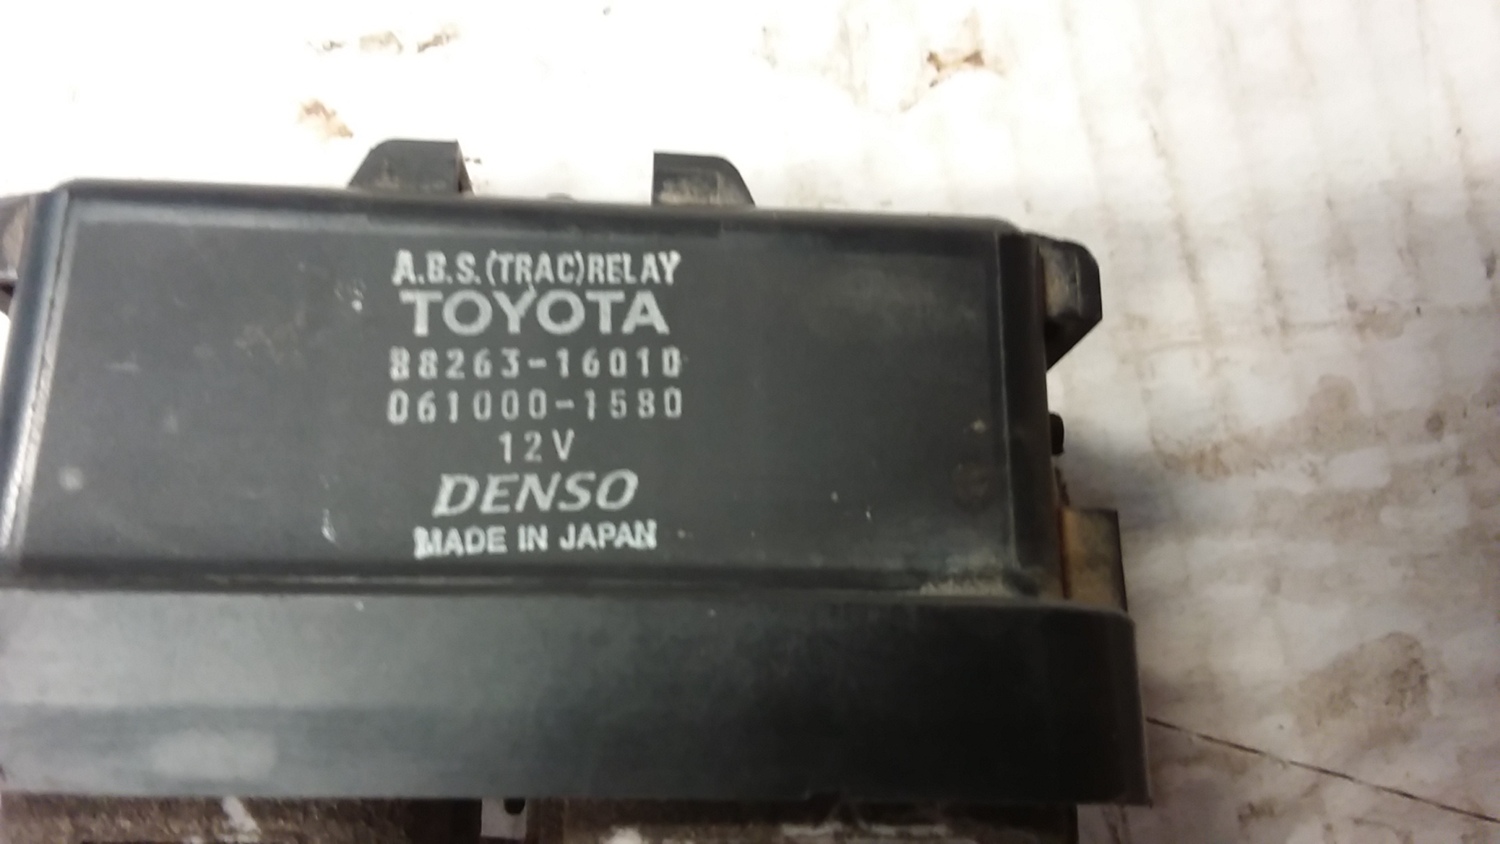 A.B.S.(TRAC)RELAY
TOYOTA
88263-16010
061000-1580
12V
DENSO
MADE IN JAPAN